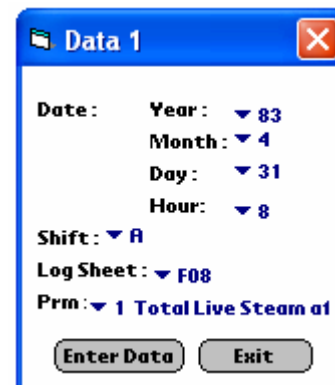 Data 1
Date: Year: 83
Month: 4
Day: 31
Hour: 8
Shift: A
Log Sheet: F08
Prm: 1 Total Live Steam at
Enter Data Exit